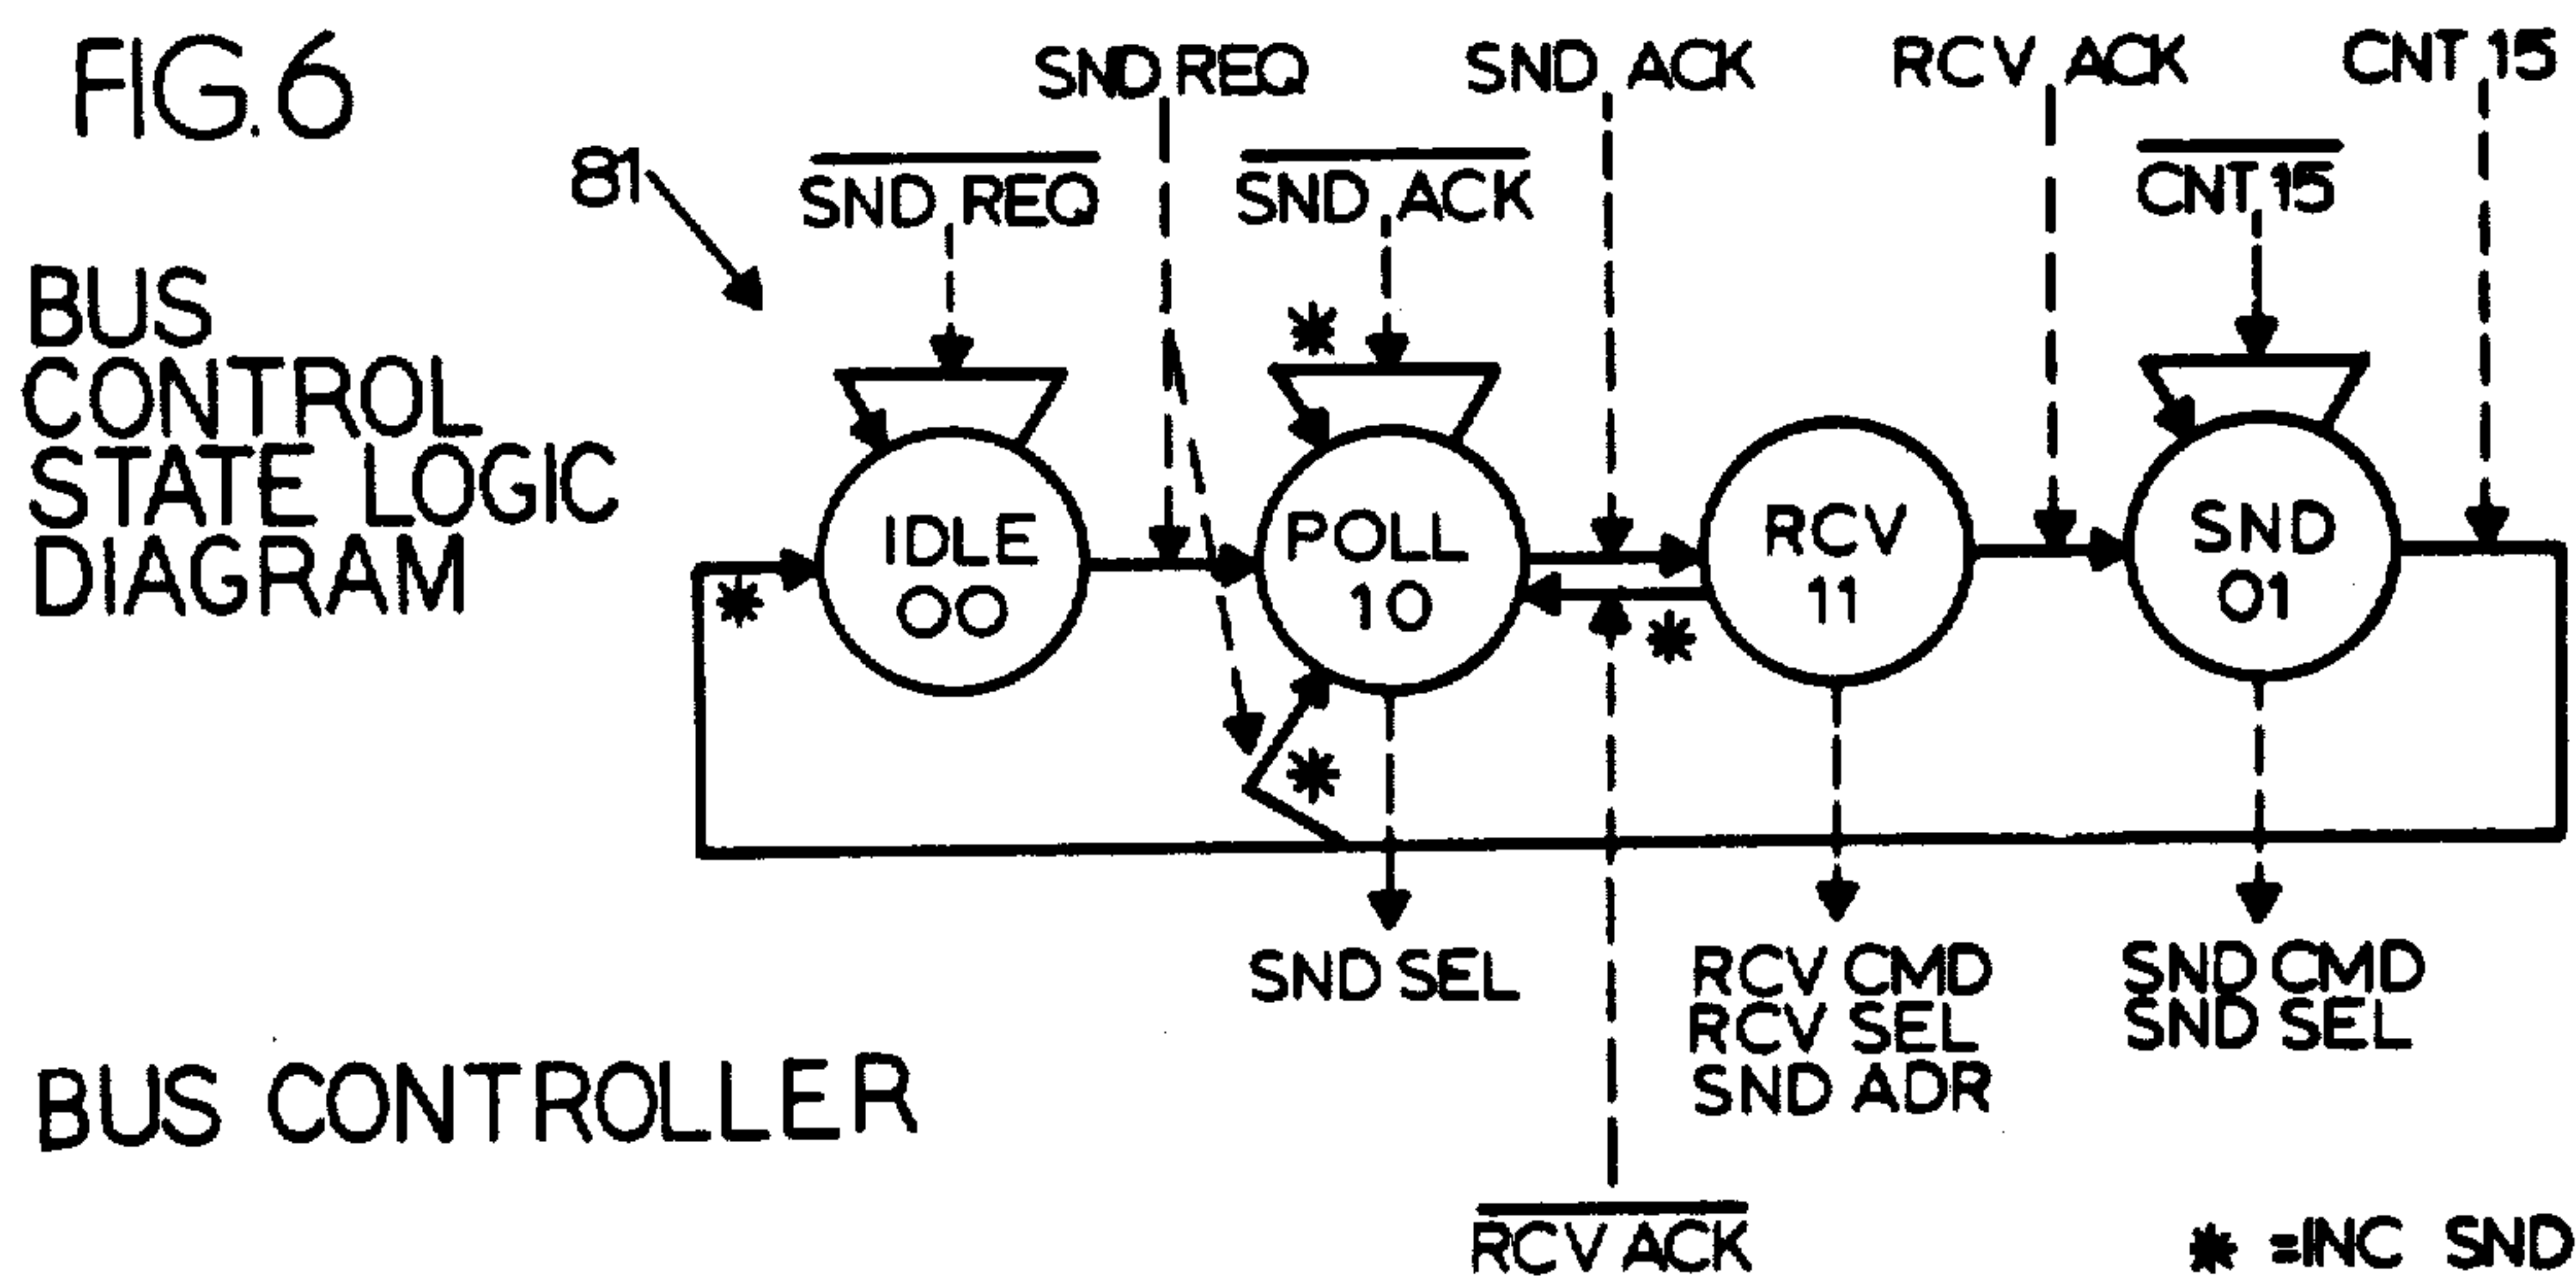 FIG. 6
BUS
CONTROL
STATE LOGIC
DIAGRAM
81
SND REQ
SND ACK
RCV ACK
CNT 15
SND REQ
SND ACK
CNT 15
IDLE
00
POLL
10
RCV
11
SND
01
*
*
*
*
SND SEL
RCV CMD
RCV SEL
SND ADR
SND CMD
SND SEL
BUS CONTROLLER
RCV ACK
* =INC SND